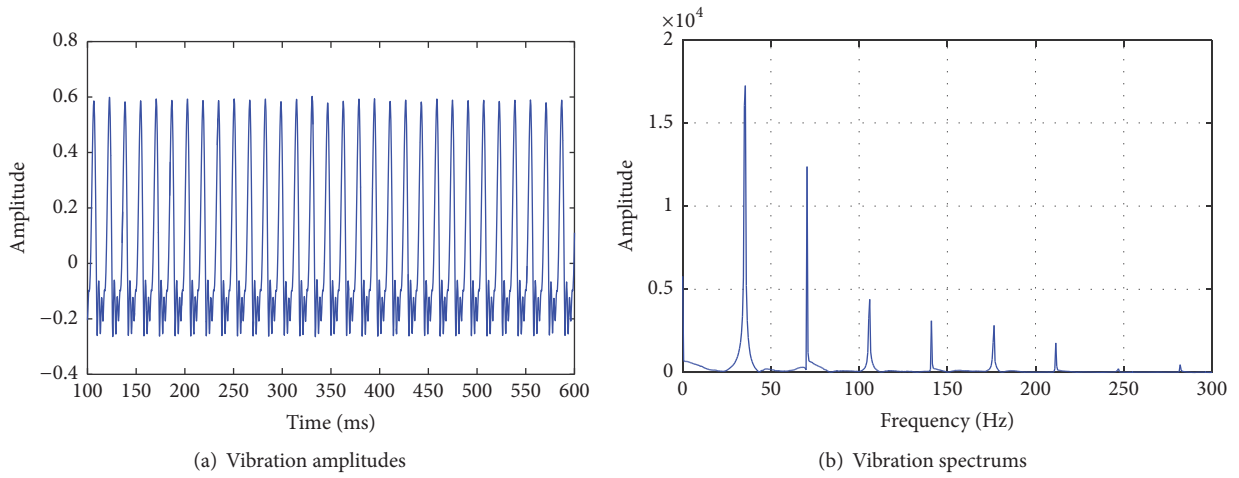 0.8
0.6
0.4
0.2
0
−0.2
−0.4
Amplitude
100 150 200 250 300 350 400 450 500 550 600
Time (ms)
(a) Vibration amplitudes
×10⁴
2
1.5
1
0.5
0
Amplitude
0 50 100 150 200 250 300
Frequency (Hz)
(b) Vibration spectrums